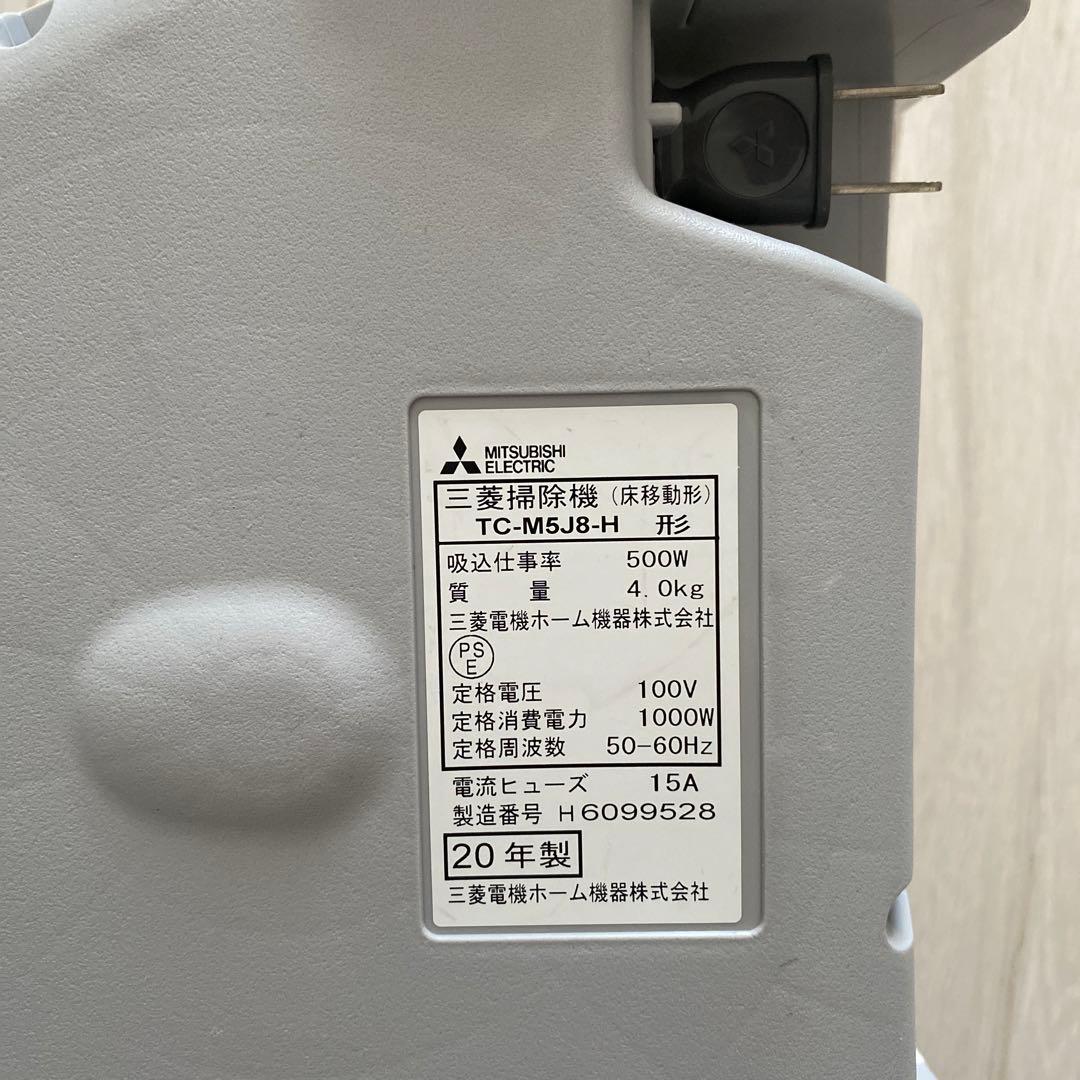 MITSUBISHI
ELECTRIC
三菱掃除機（床移動形）
TC-M5J8-H 形
吸込仕事率 500W
質量 4.0kg
三菱電機ホーム機器株式会社
PS
E
定格電圧 100V
定格消費電力 1000W
定格周波数 50-60Hz
電流ヒューズ 15A
製造番号 H6099528
20年製
三菱電機ホーム機器株式会社